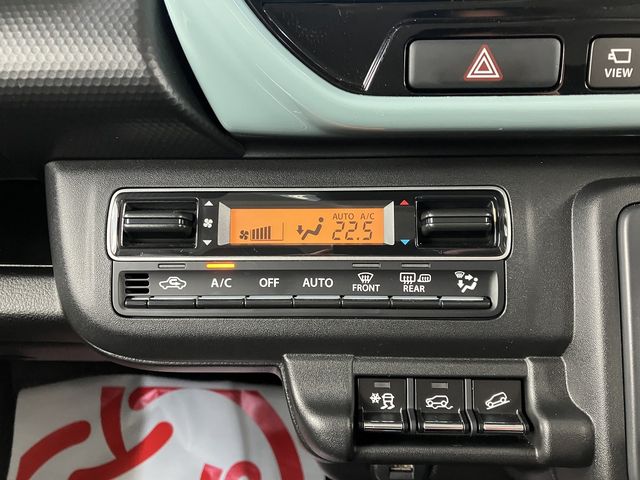 VIEW
AUTO A/C
22.5
A/C OFF AUTO FRONT REAR